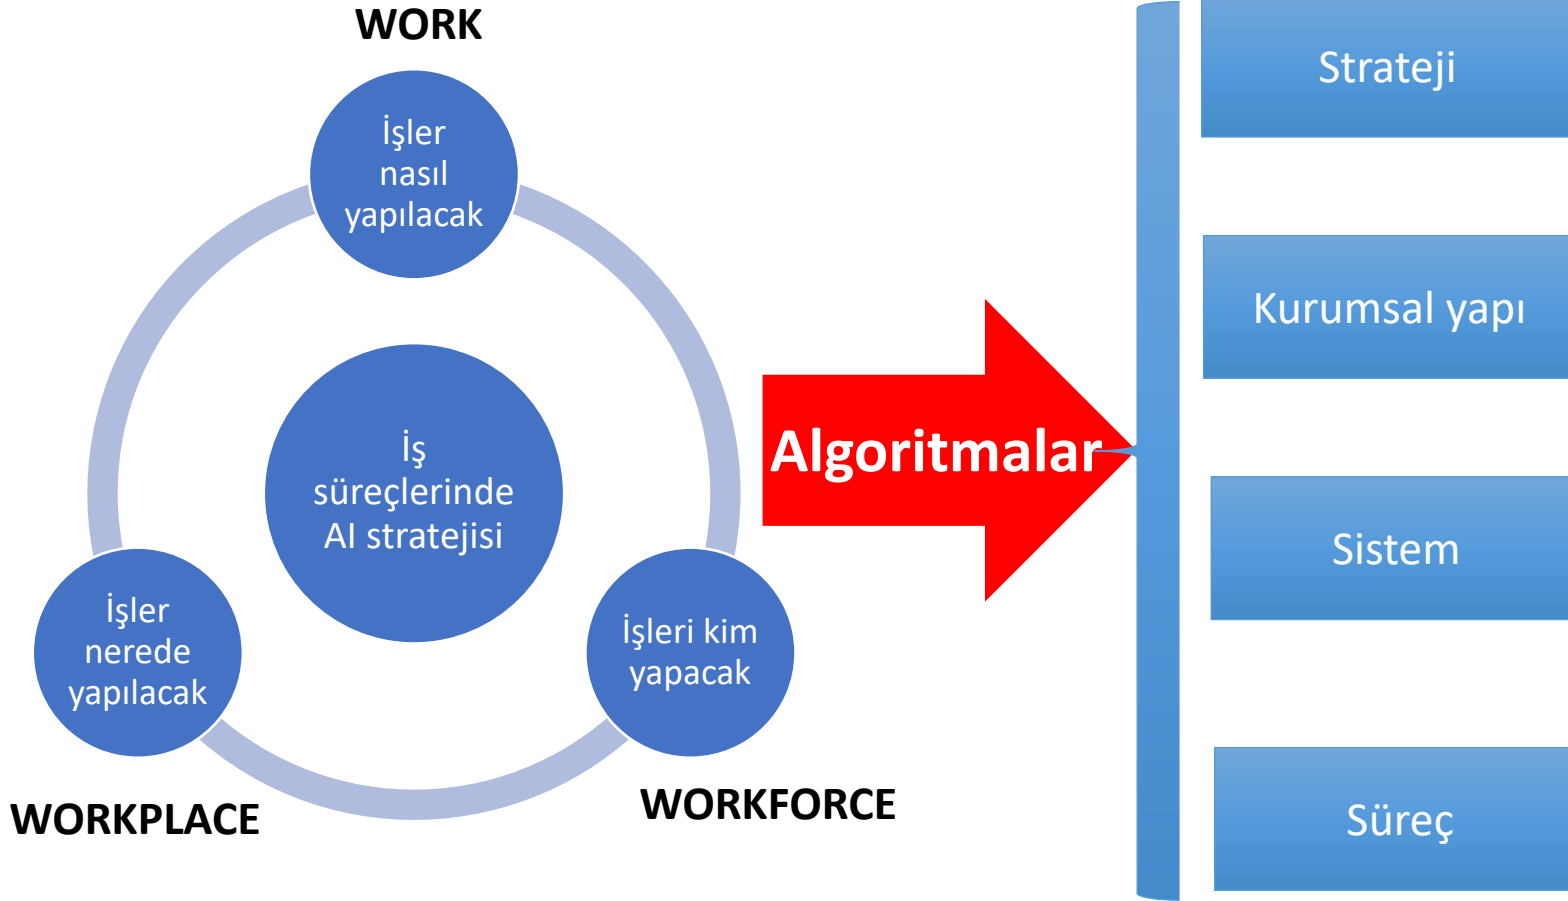 WORK
İşler
nasıl
yapılacak
İş
süreçlerinde
AI stratejisi
İşler
nerede
yapılacak
WORKPLACE
İşleri kim
yapacak
WORKFORCE
Algoritmalar
Strateji
Kurumsal yapı
Sistem
Süreç